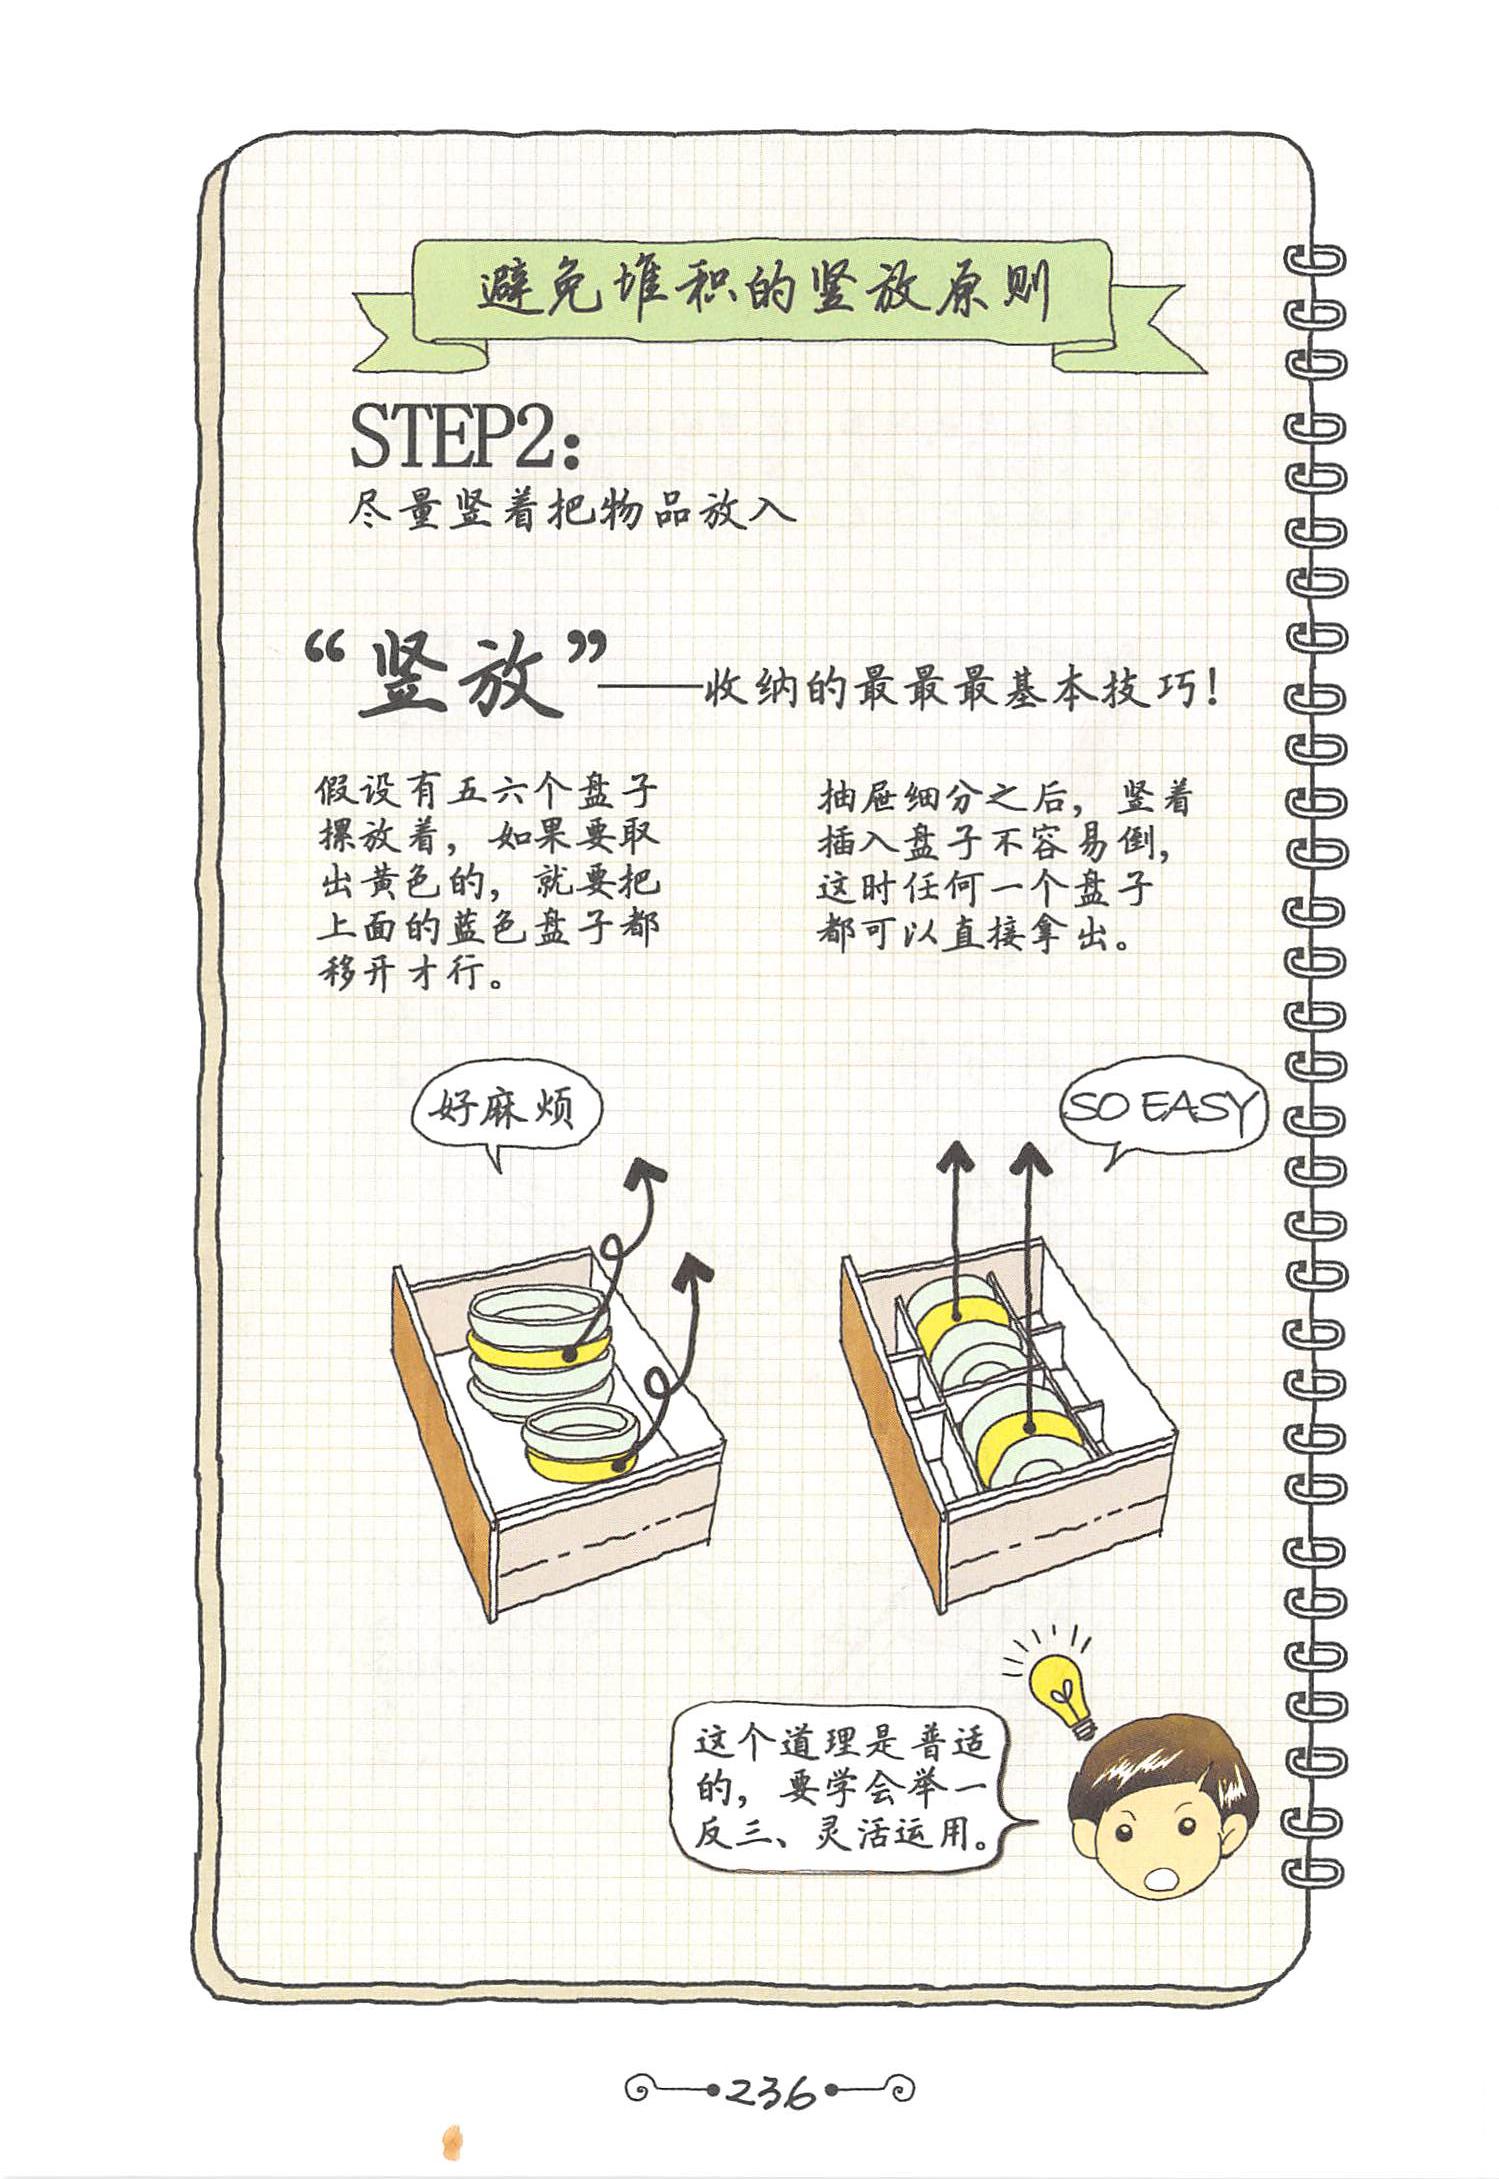 避免堆积的竖放原则
STEP2：
尽量竖着把物品放入
“竖放”——收纳的最最最基本技巧！
假设有五六个盘子
摞放着，如果要取
出黄色的，就要把
上面的蓝色盘子都
移开才行。
抽屉细分之后，竖着
插入盘子不容易倒，
这时任何一个盘子
都可以直接拿出。
好麻烦
SO EASY
这个道理是普适
的，要学会举一
反三、灵活运用。
236